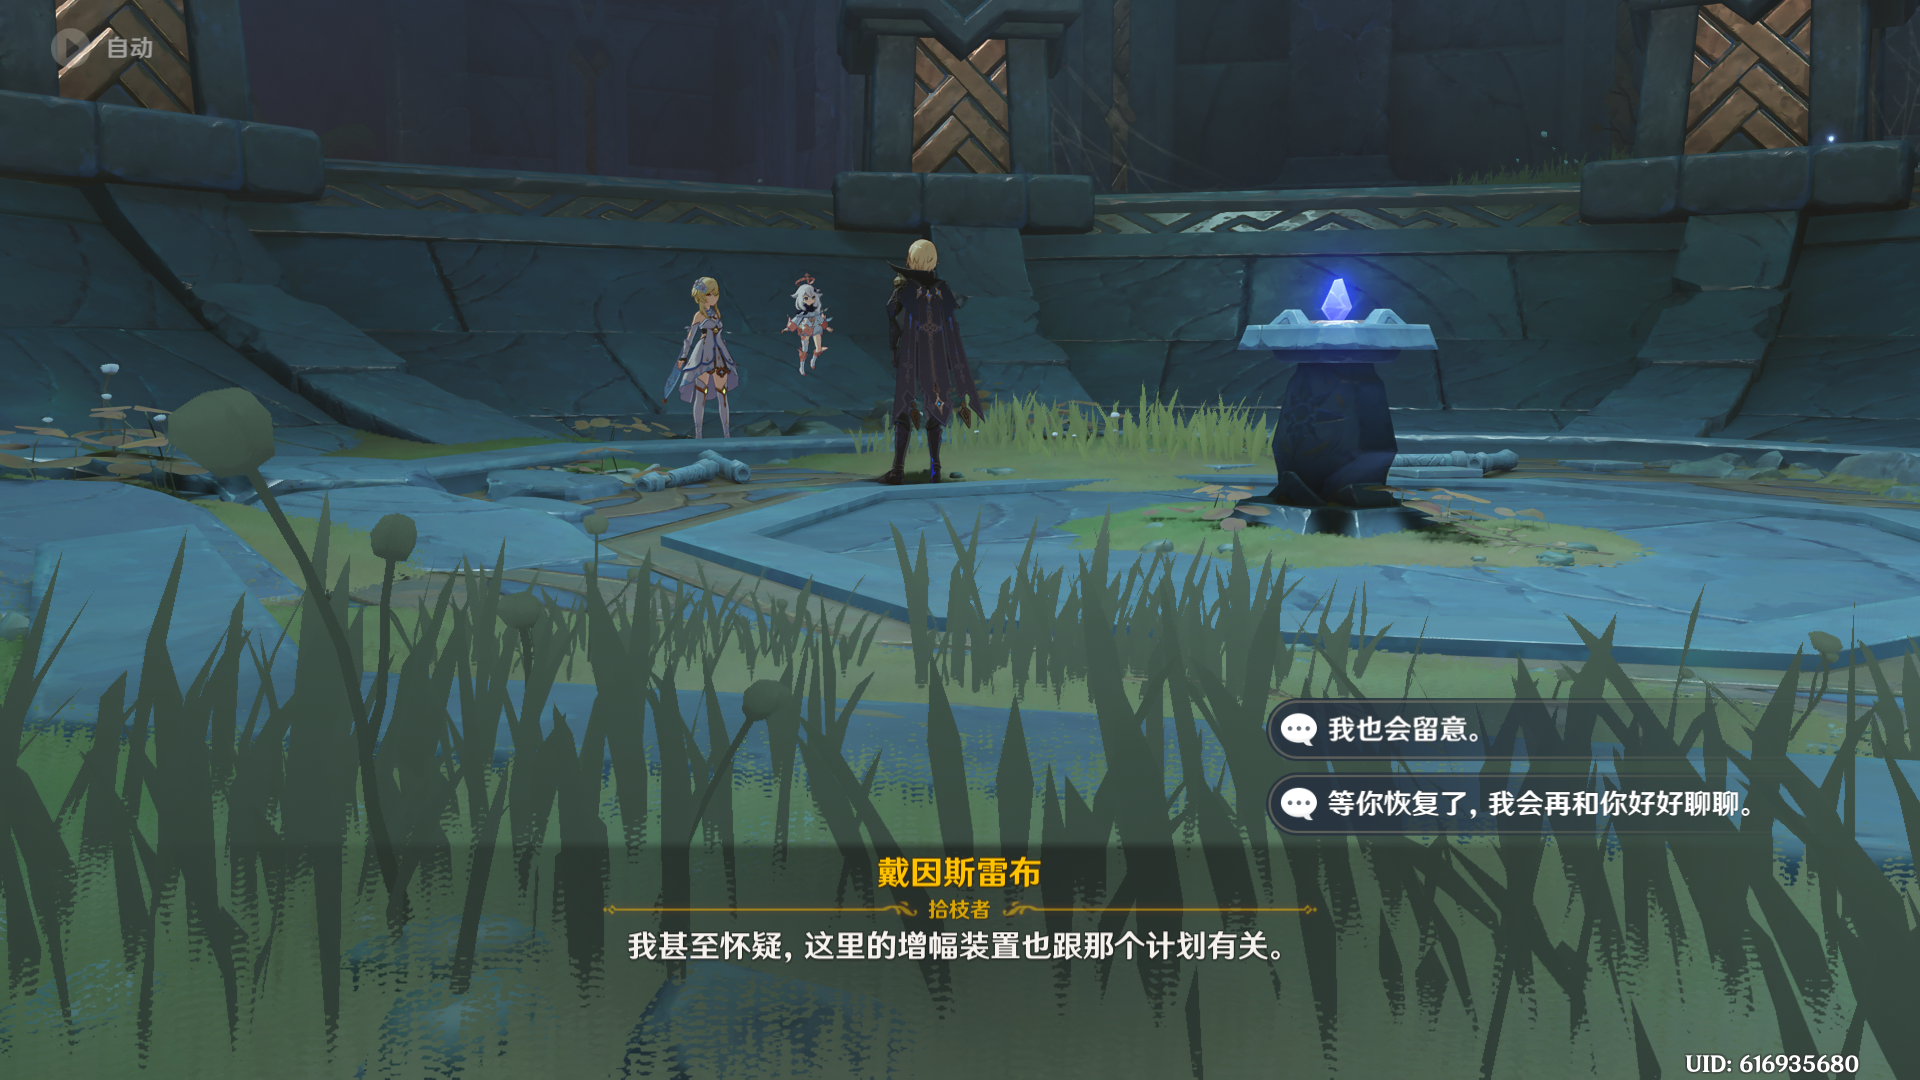 自动
我也会留意。
等你恢复了，我会再和你好好聊聊。
戴因斯雷布
拾枝者
我甚至怀疑，这里的增幅装置也跟那个计划有关。
UID: 616935680